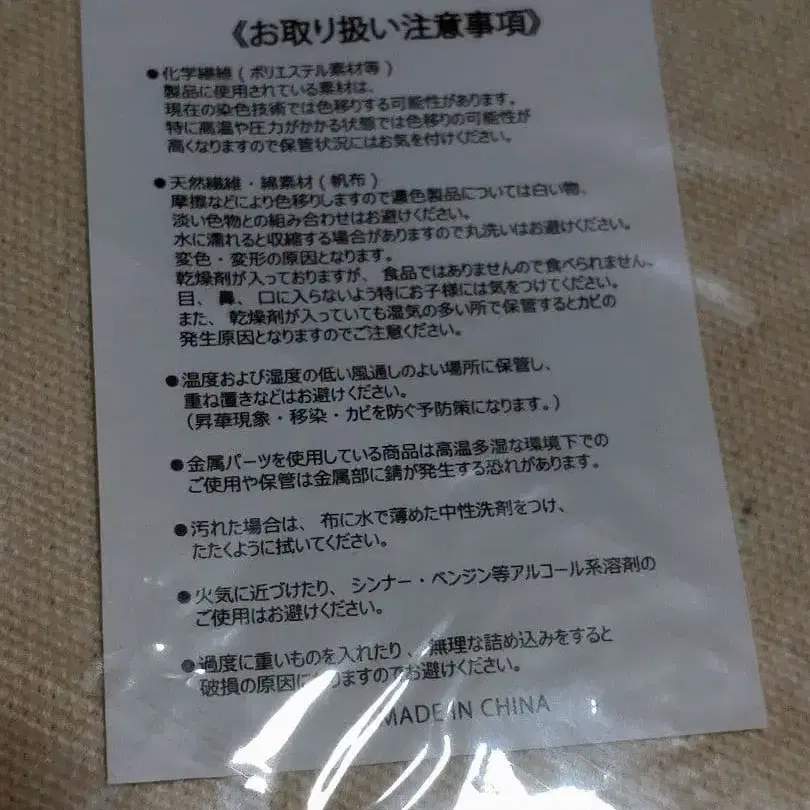 《お取り扱い注意事項》
●化学繊維（ポリエステル素材等）
製品に使用されている素材は、
現在の染色技術では色移りする可能性があります。
特に高温や圧力がかかる状態では色移りの可能性が
高くなりますので保管状況にはお気を付けください。
●天然繊維・綿素材（帆布）
摩擦などにより色移りしますので濃色製品については白い物、
淡い色物との組み合わせはお避けください。
水に濡れると収縮する場合がありますので丸洗いはお避けください。
変色・変形の原因となります。
乾燥剤が入っておりますが、食品ではありませんので食べられません、
目、鼻、口に入らないよう特にお子様には気をつけてください。
また、乾燥剤が入っていても湿気の多い所で保管するとカビの
発生原因となりますのでご注意ください。
●温度および湿度の低い風通しのよい場所に保管し、
重ね置きなどはお避けください。
（昇華現象・移染・カビを防ぐ予防策になります。）
●金属パーツを使用している商品は高温多湿な環境下での
ご使用や保管は金属部に錆が発生する恐れがあります。
●汚れた場合は、布に水で薄めた中性洗剤をつけ、
たたくように拭いてください。
●火気に近づけたり、シンナー・ベンジン等アルコール系溶剤の
ご使用はお避けください。
●過度に重いものを入れたり、無理な詰め込みをすると
破損の原因になりますのでお避けください。
MADE IN CHINA